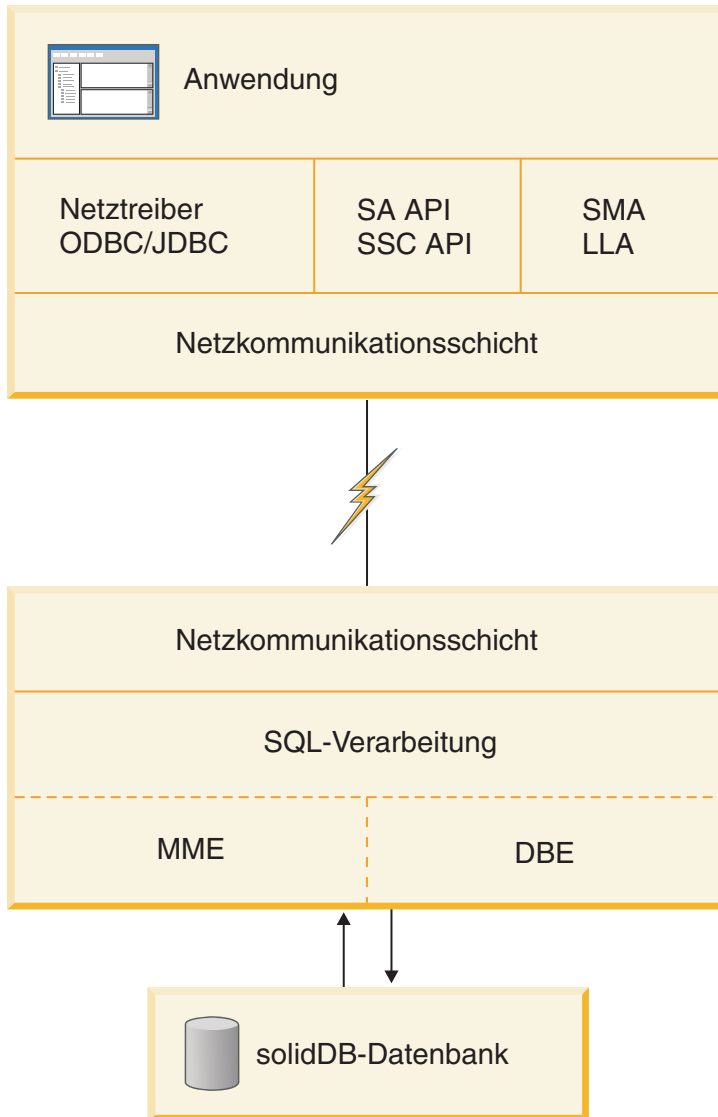 Anwendung
Netztreiber
ODBC/JDBC
SA API
SSC API
SMA
LLA
Netzkommunikationsschicht
Netzkommunikationsschicht
SQL-Verarbeitung
MME
DBE
solidDB-Datenbank